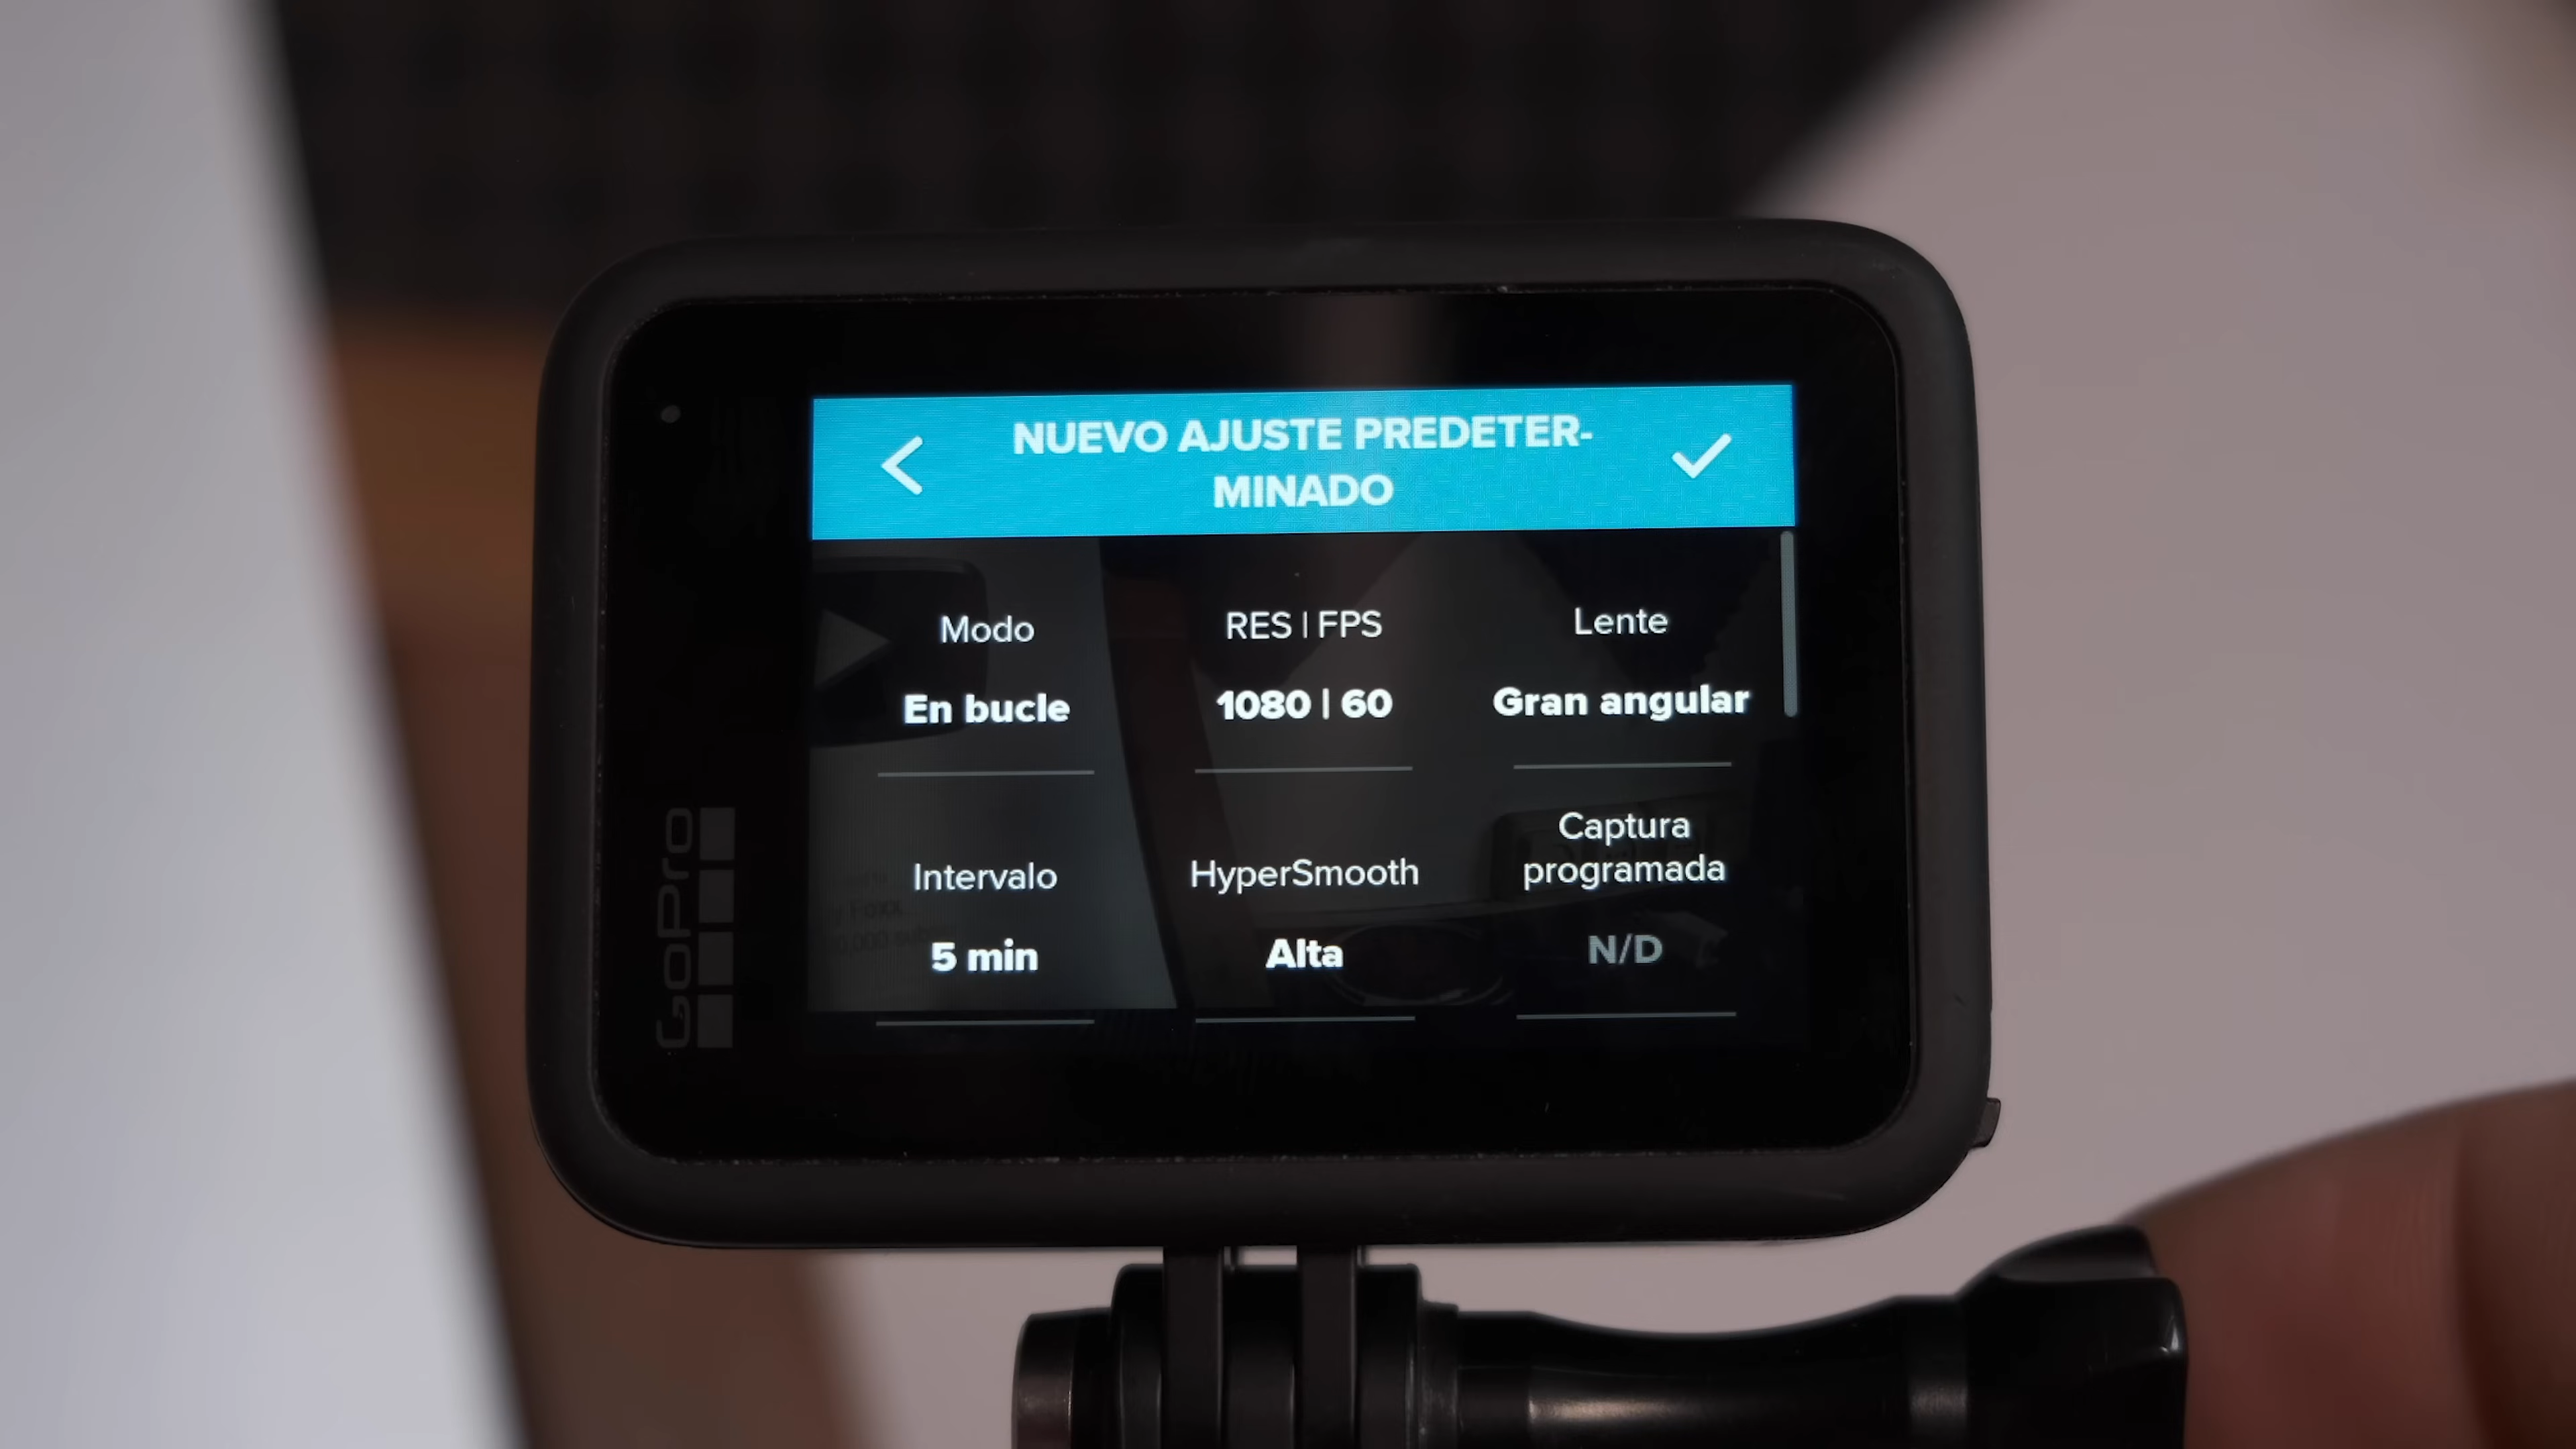 NUEVO AJUSTE PREDETER-
MINADO
Modo
RES | FPS
Lente
En bucle
1080 | 60
Gran angular
Intervalo
HyperSmooth
Captura
programada
5 min
Alta
N/D
GoPro